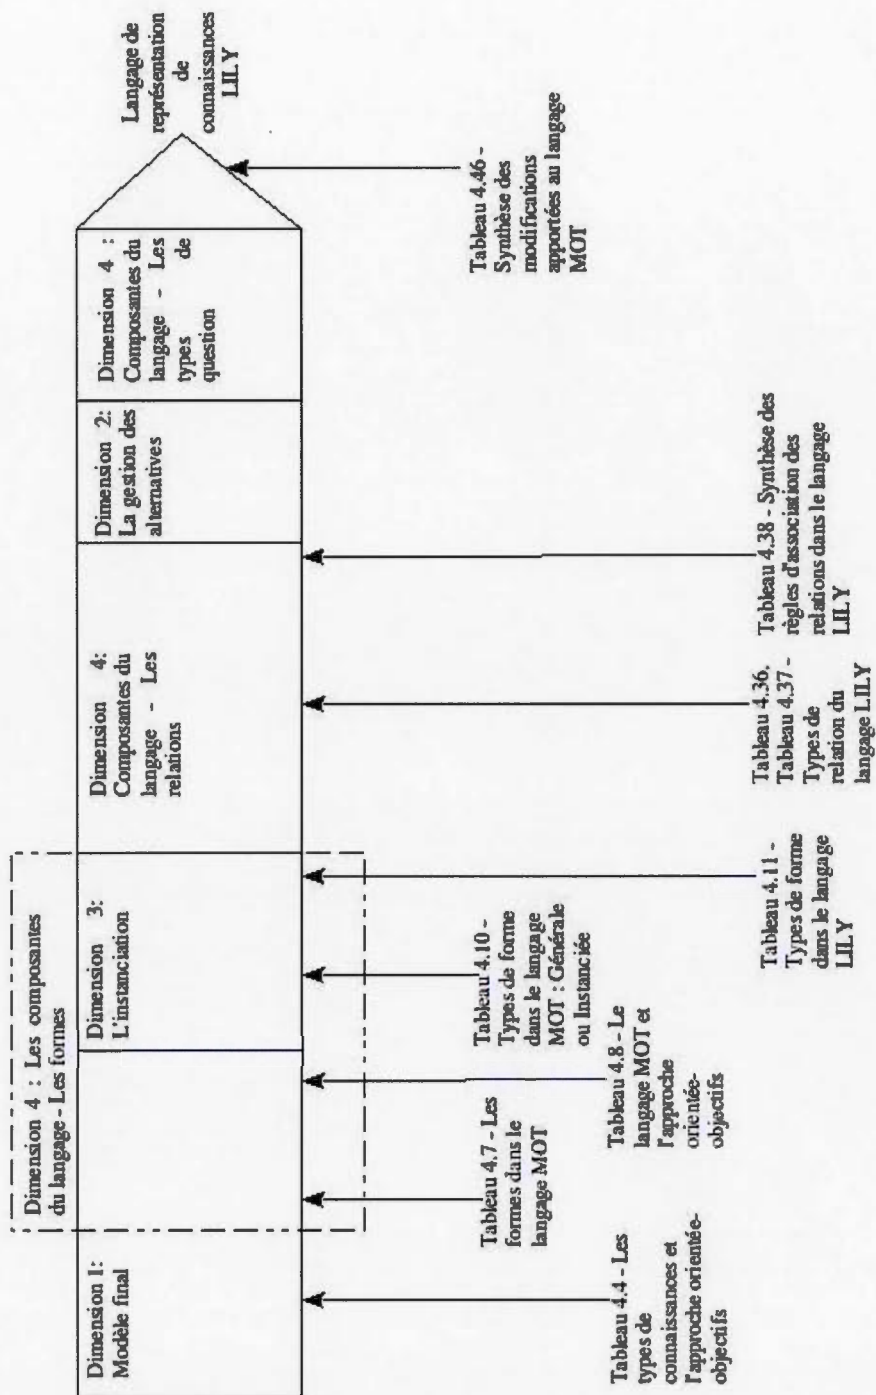 Dimension 4 : Les composantes
du langage - Les formes
Dimension 1:
Modèle final
Dimension 3:
L'instanciation
Dimension 4:
Composantes du
langage - Les
relations
Dimension 2:
La gestion des
alternatives
Dimension 4 :
Composantes du
langage - Les
types de
question
Langage de
représentation
de
connaissances
LILY
Tableau 4.4 - Les
types de
connaissances et
l'approche orientée-
objectifs
Tableau 4.7 - Les
formes dans le
langage MOT
Tableau 4.8 - Le
langage MOT et
l'approche
orientée-
objectifs
Tableau 4.10 -
Types de forme
dans le langage
MOT : Générale
ou Instanciée
Tableau 4.11 -
Types de forme
dans le langage
LILY
Tableau 4.36,
Tableau 4.37 -
Types de
relation du
langage LILY
Tableau 4.38 - Synthèse des
règles d'association des
relations dans le langage
LILY
Tableau 4.46 -
Synthèse des
modifications
apportées au langage
MOT